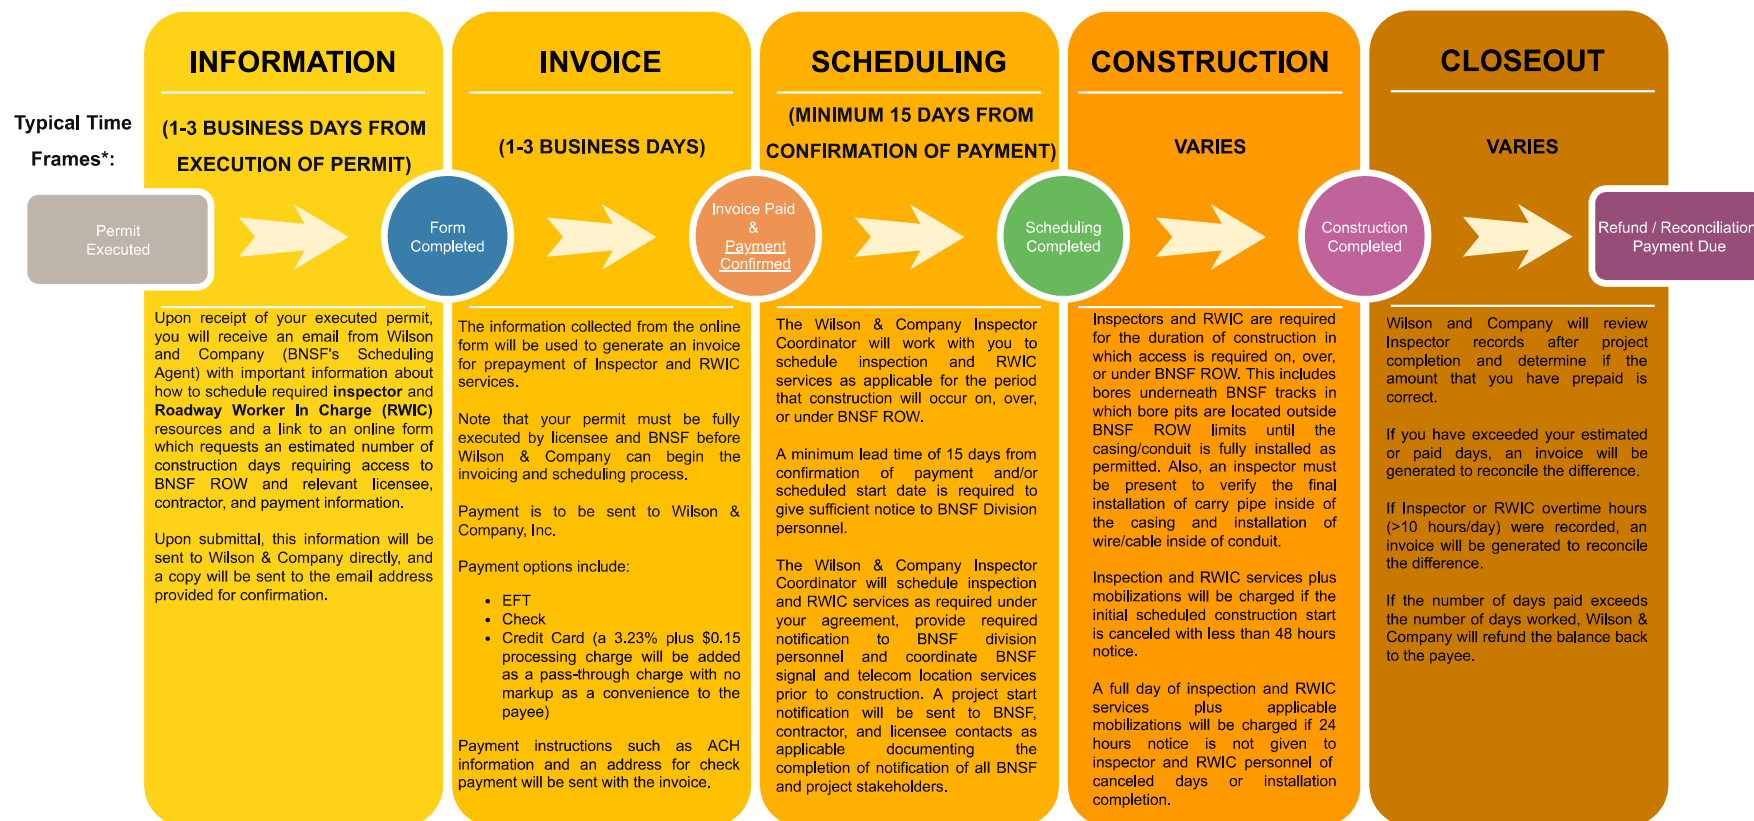 INFORMATION
INVOICE
SCHEDULING
CONSTRUCTION
CLOSEOUT
Typical Time
Frames*:
(1-3 BUSINESS DAYS FROM
EXECUTION OF PERMIT)
(1-3 BUSINESS DAYS)
(MINIMUM 15 DAYS FROM
CONFIRMATION OF PAYMENT)
VARIES
VARIES
Permit
Executed
Form
Completed
Invoice Paid
&
Payment
Confirmed
Scheduling
Completed
Construction
Completed
Refund / Reconciliation
Payment Due
Upon receipt of your executed permit,
you will receive an email from Wilson
and Company (BNSF's Scheduling
Agent) with important information about
how to schedule required inspector and
Roadway Worker In Charge (RWIC)
resources and a link to an online form
which requests an estimated number of
construction days requiring access to
BNSF ROW and relevant licensee,
contractor, and payment information.
Upon submittal, this information will be
sent to Wilson & Company directly, and
a copy will be sent to the email address
provided for confirmation.
The information collected from the online
form will be used to generate an invoice
for prepayment of Inspector and RWIC
services.
Note that your permit must be fully
executed by licensee and BNSF before
Wilson & Company can begin the
invoicing and scheduling process.
Payment is to be sent to Wilson &
Company, Inc.
Payment options include:
• EFT
• Check
• Credit Card (a 3.23% plus $0.15
processing charge will be added
as a pass-through charge with no
markup as a convenience to the
payee)
Payment instructions such as ACH
information and an address for check
payment will be sent with the invoice.
The Wilson & Company Inspector
Coordinator will work with you to
schedule inspection and RWIC
services as applicable for the period
that construction will occur on, over,
or under BNSF ROW.
A minimum lead time of 15 days from
confirmation of payment and/or
scheduled start date is required to
give sufficient notice to BNSF Division
personnel.
The Wilson & Company Inspector
Coordinator will schedule inspection
and RWIC services as required under
your agreement, provide required
notification to BNSF division
personnel and coordinate BNSF
signal and telecom location services
prior to construction. A project start
notification will be sent to BNSF,
contractor, and licensee contacts as
applicable documenting the
completion of notification of all BNSF
and project stakeholders.
Inspectors and RWIC are required
for the duration of construction in
which access is required on, over,
or under BNSF ROW. This includes
bores underneath BNSF tracks in
which bore pits are located outside
BNSF ROW limits until the
casing/conduit is fully installed as
permitted. Also, an inspector must
be present to verify the final
installation of carry pipe inside of
the casing and installation of
wire/cable inside of conduit.
Inspection and RWIC services plus
mobilizations will be charged if the
initial scheduled construction start
is canceled with less than 48 hours
notice.
A full day of inspection and RWIC
services plus applicable
mobilizations will be charged if 24
hours notice is not given to
inspector and RWIC personnel of
canceled days or installation
completion.
Wilson and Company will review
Inspector records after project
completion and determine if the
amount that you have prepaid is
correct.
If you have exceeded your estimated
or paid days, an invoice will be
generated to reconcile the difference.
If Inspector or RWIC overtime hours
(>10 hours/day) were recorded, an
invoice will be generated to reconcile
the difference.
If the number of days paid exceeds
the number of days worked, Wilson &
Company will refund the balance back
to the payee.